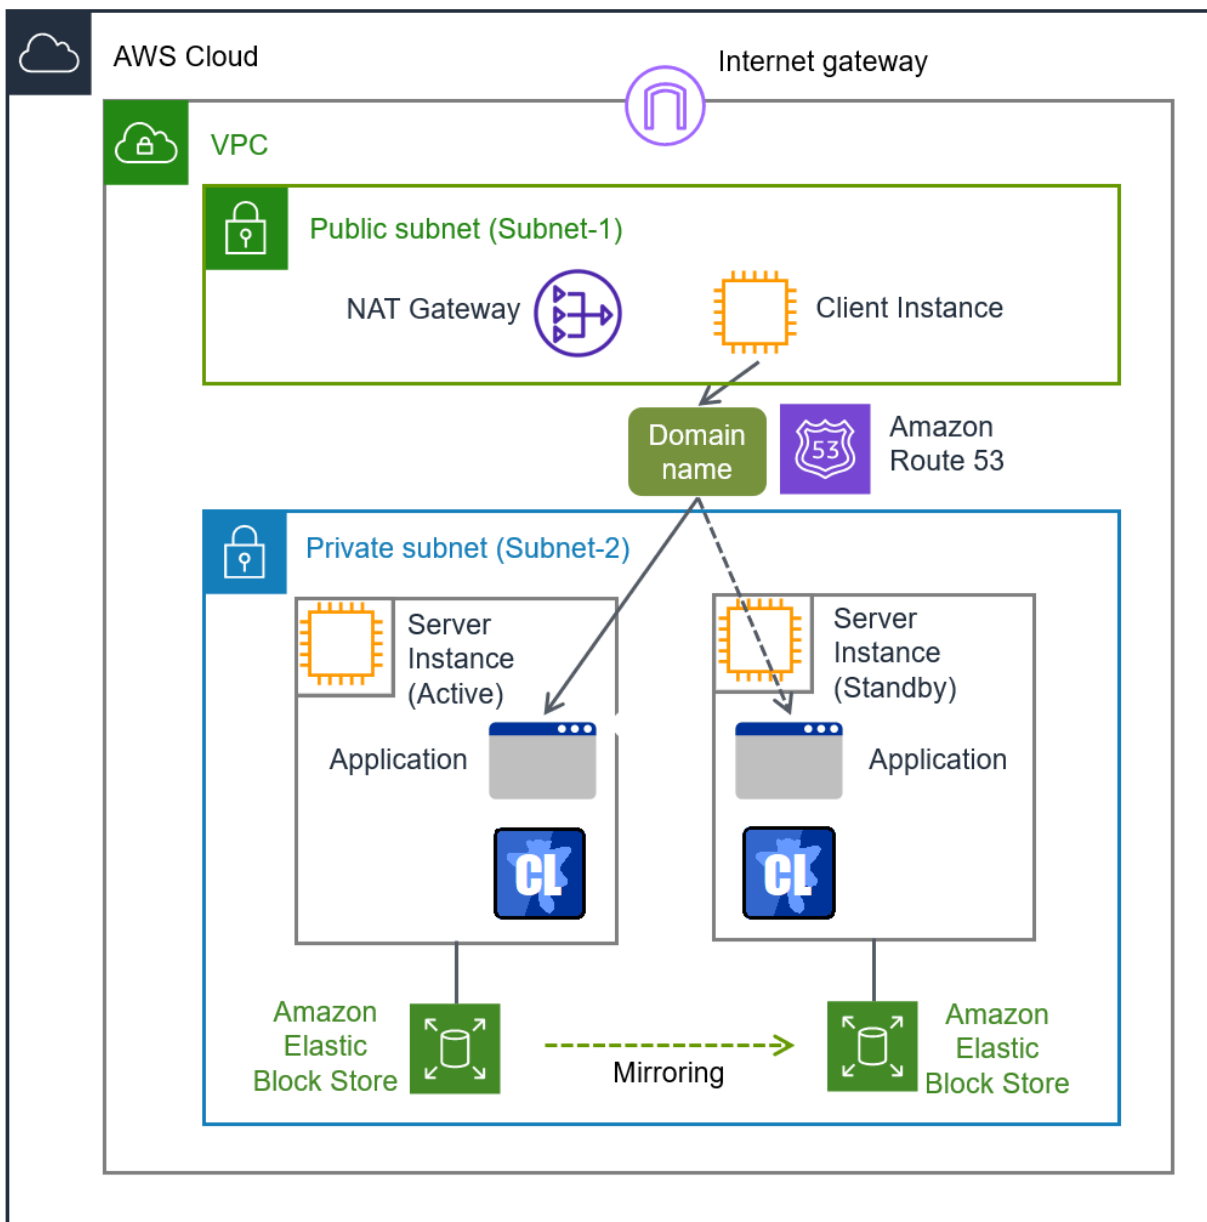 AWS Cloud
Internet gateway
VPC
Public subnet (Subnet-1)
NAT Gateway
Client Instance
Domain
name
53
Amazon
Route 53
Private subnet (Subnet-2)
Server
Instance
(Active)
Server
Instance
(Standby)
Application
Application
CL
CL
Amazon
Elastic
Block Store
Mirroring
Amazon
Elastic
Block Store